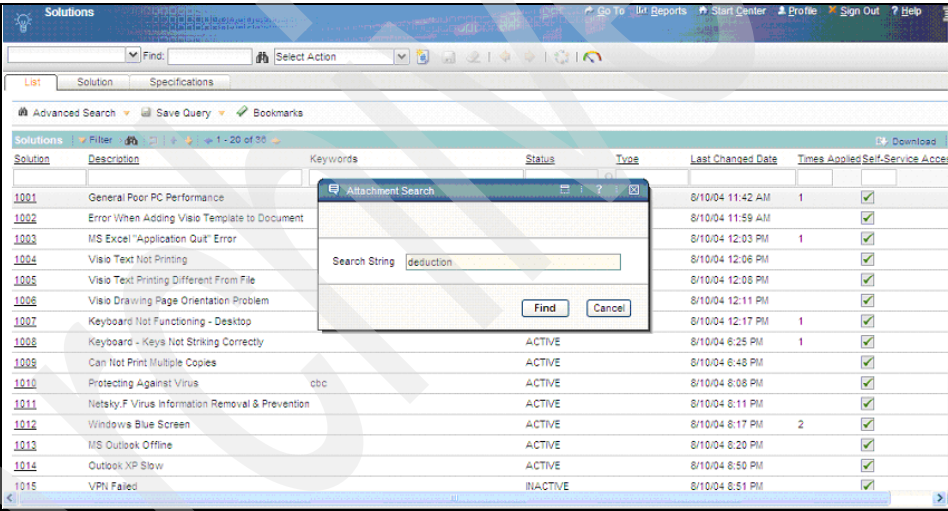 Solutions
Go To Reports Start Center Profile Sign Out ? Help
Find: Select Action
List Solution Specifications
Advanced Search Save Query Bookmarks
Solutions Filter 1 - 20 of 36 Download
Solution Description Keywords Status Type Last Changed Date Times Applied Self-Service Acce
Attachment Search ?
Search String deduction
Find Cancel
1001 General Poor PC Performance 8/10/04 11:42 AM 1
1002 Error When Adding Visio Template to Document 8/10/04 11:59 AM
1003 MS Excel "Application Quit" Error 8/10/04 12:03 PM 1
1004 Visio Text Not Printing 8/10/04 12:06 PM
1005 Visio Text Printing Different From File 8/10/04 12:08 PM
1006 Visio Drawing Page Orientation Problem 8/10/04 12:11 PM
1007 Keyboard Not Functioning - Desktop 8/10/04 12:17 PM 1
1008 Keyboard - Keys Not Striking Correctly ACTIVE 8/10/04 6:25 PM 1
1009 Can Not Print Multiple Copies ACTIVE 8/10/04 6:48 PM
1010 Protecting Against Virus cbc ACTIVE 8/10/04 8:08 PM
1011 Netsky.F Virus Information Removal & Prevention ACTIVE 8/10/04 8:11 PM
1012 Windows Blue Screen ACTIVE 8/10/04 8:17 PM 2
1013 MS Outlook Offline ACTIVE 8/10/04 8:20 PM
1014 Outlook XP Slow ACTIVE 8/10/04 8:50 PM
1015 VPN Failed INACTIVE 8/10/04 8:51 PM